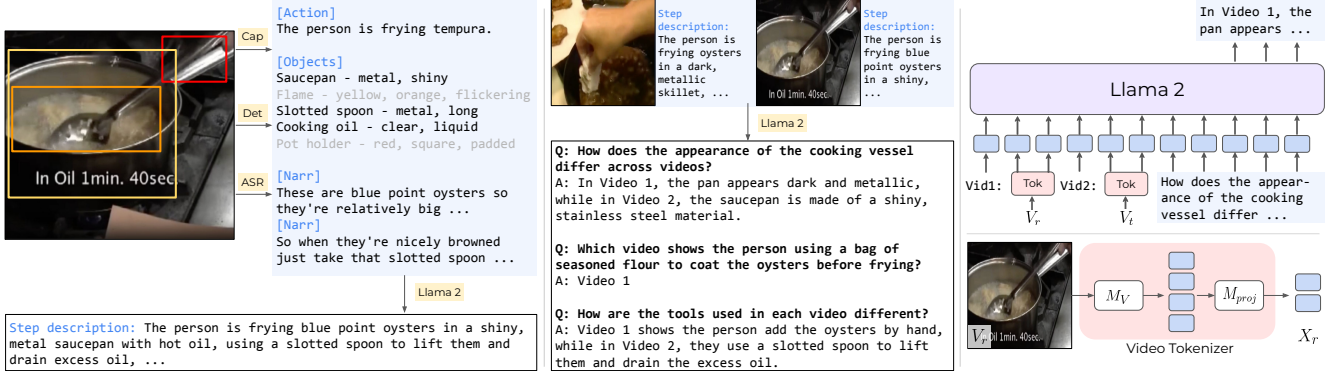 [Action]
The person is frying tempura.
Cap
[Objects]
Saucepan - metal, shiny
Flame - yellow, orange, flickering
Det
Slotted spoon - metal, long
Cooking oil - clear, liquid
Pot holder - red, square, padded
In Oil 1min. 40sec
ASR
[Narr]
These are blue point oysters so
they're relatively big ...
[Narr]
So when they're nicely browned
just take that slotted spoon ...
Llama 2
Step description: The person is frying blue point oysters in a shiny,
metal saucepan with hot oil, using a slotted spoon to lift them and
drain excess oil, ...
Step
description:
The person is
frying oysters
in a dark,
metallic
skillet, ...
In Oil 1min. 40sec.
Step
description:
The person is
frying blue
point oysters
in a shiny,
...
Llama 2
Q: How does the appearance of the cooking vessel
differ across videos?
A: In Video 1, the pan appears dark and metallic,
while in Video 2, the saucepan is made of a shiny,
stainless steel material.
Q: Which video shows the person using a bag of
seasoned flour to coat the oysters before frying?
A: Video 1
Q: How are the tools used in each video different?
A: Video 1 shows the person add the oysters by hand,
while in Video 2, they use a slotted spoon to lift
them and drain the excess oil.
In Video 1, the
pan appears ...
Llama 2
Vid1:
Tok
Vid2:
Tok
How does the appear-
ance of the cooking
vessel differ ...
V_r
V_t
M_V
M_proj
V_r
Oil 1min. 40sec.
Video Tokenizer
X_r